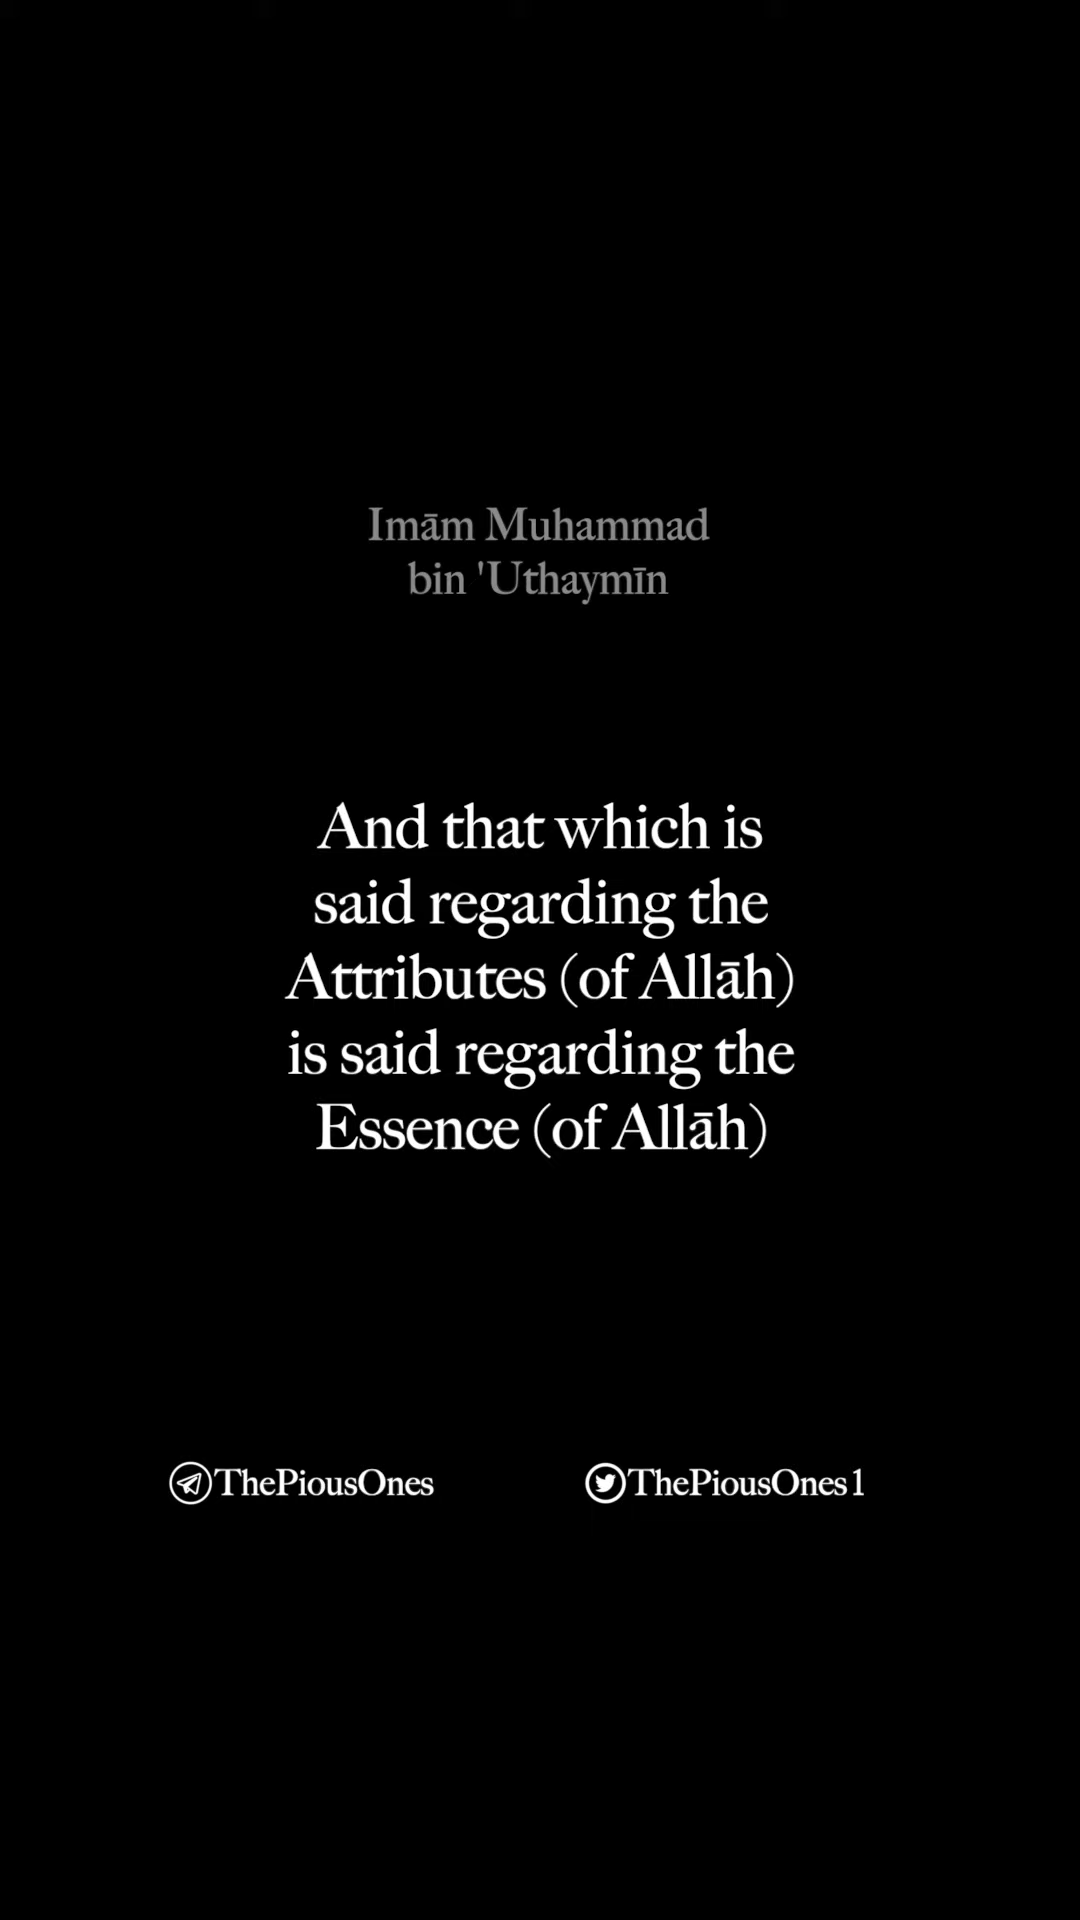 Imām Muhammad
bin 'Uthaymīn
And that which is
said regarding the
Attributes (of Allāh)
is said regarding the
Essence (of Allāh)
ThePiousOnes
ThePiousOnes1